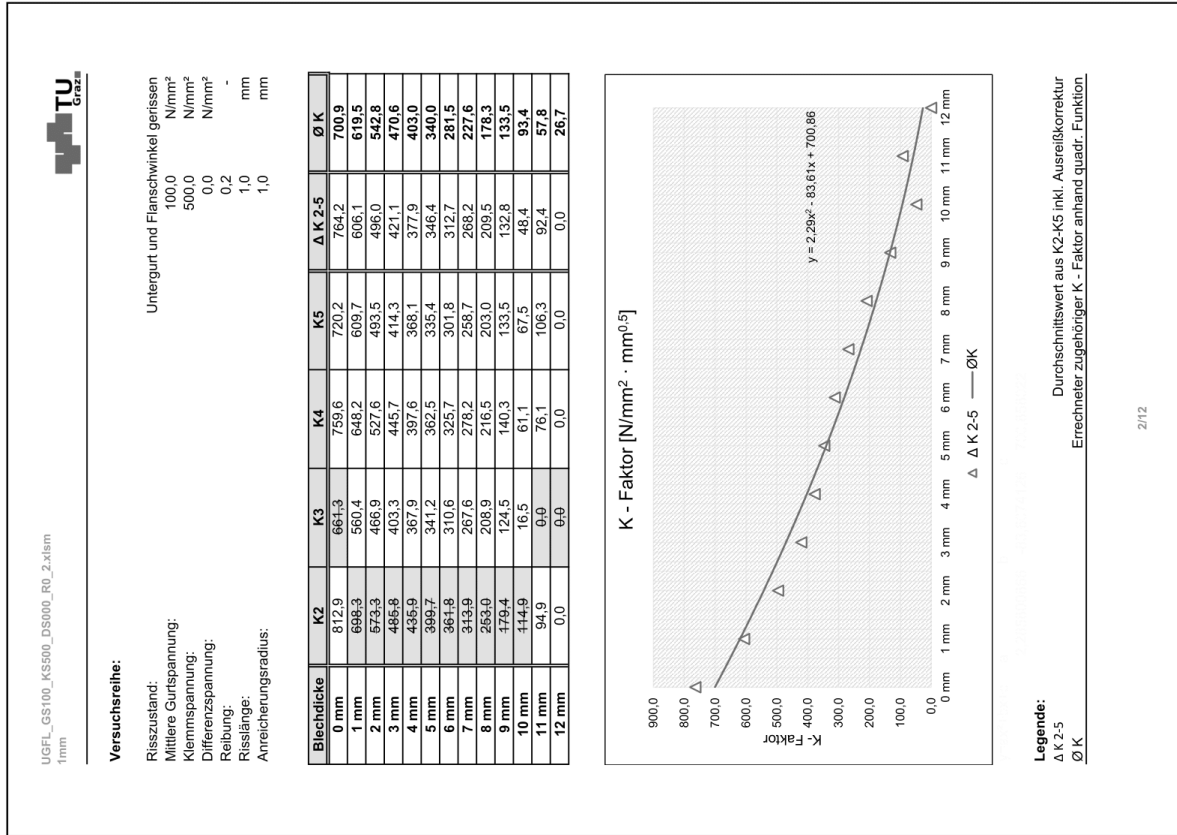 UGFL_GS100_KS500_DS000_R0_2.xlsm
1mm
TU
Graz
Versuchsreihe:
Risszustand: Untergurt und Flanschwinkel gerissen
Mittlere Gurtspannung: 100,0 N/mm²
Klemmspannung: 500,0 N/mm²
Differenzspannung: 0,0 N/mm²
Reibung: 0,2 -
Risslänge: 1,0 mm
Anreicherungsradius: 1,0 mm
Blechdicke K2 K3 K4 K5 Δ K 2-5 Ø K
0 mm 812,9 661,3 759,6 720,2 764,2 700,9
1 mm 698,3 560,4 648,2 609,7 606,1 619,5
2 mm 573,3 466,9 527,6 493,5 496,0 542,8
3 mm 485,8 403,3 445,7 414,3 421,1 470,6
4 mm 435,9 367,9 397,6 368,1 377,9 403,0
5 mm 399,7 341,2 362,5 335,4 346,4 340,0
6 mm 361,8 310,6 325,7 301,8 312,7 281,5
7 mm 313,9 267,6 278,2 258,7 268,2 227,6
8 mm 253,0 208,9 216,5 203,0 209,5 178,3
9 mm 179,4 124,5 140,3 133,5 132,8 133,5
10 mm 114,9 16,5 61,1 67,5 48,4 93,4
11 mm 94,9 0,0 76,1 106,3 92,4 57,8
12 mm 0,0 0,0 0,0 0,0 0,0 26,7
K - Faktor [N/mm² · mm⁰,⁵]
K- Faktor
900,0
800,0
700,0
600,0
500,0
400,0
300,0
200,0
100,0
0,0
y = 2,29x² - 83,61x + 700,86
0 mm 1 mm 2 mm 3 mm 4 mm 5 mm 6 mm 7 mm 8 mm 9 mm 10 mm 11 mm 12 mm
Δ K 2-5 ØK
Legende:
Δ K 2-5 Durchschnittswert aus K2-K5 inkl. Ausreißkorrektur
Ø K Errechneter zugehöriger K - Faktor anhand quadr. Funktion
2/12